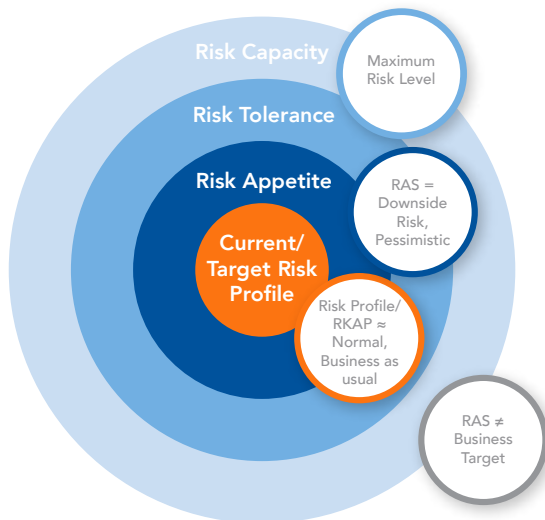 Risk Capacity
Maximum
Risk Level
Risk Tolerance
Risk Appetite
RAS =
Downside
Risk,
Pessimistic
Current/
Target Risk
Profile
Risk Profile/
RKAP ≈
Normal,
Business as
usual
RAS ≠
Business
Target